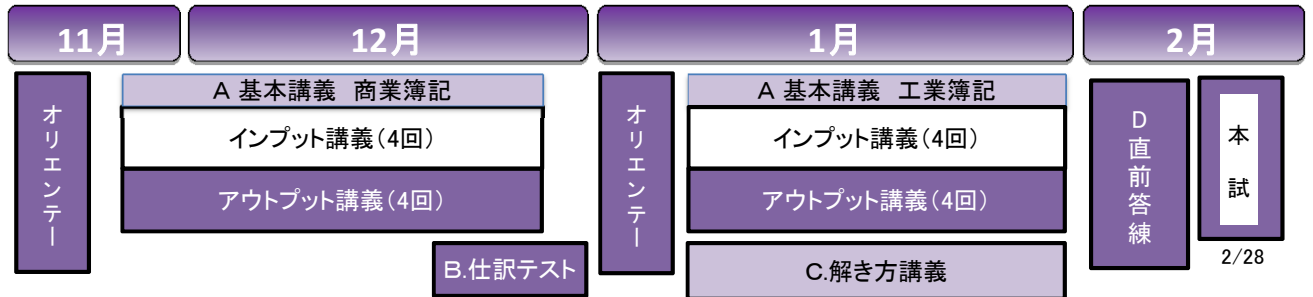 11月
12月
1月
2月
オリエンテー
A 基本講義 商業簿記
インプット講義（4回）
アウトプット講義（4回）
B.仕訳テスト
オリエンテー
A 基本講義 工業簿記
インプット講義（4回）
アウトプット講義（4回）
C.解き方講義
D直前答練
本試
2/28